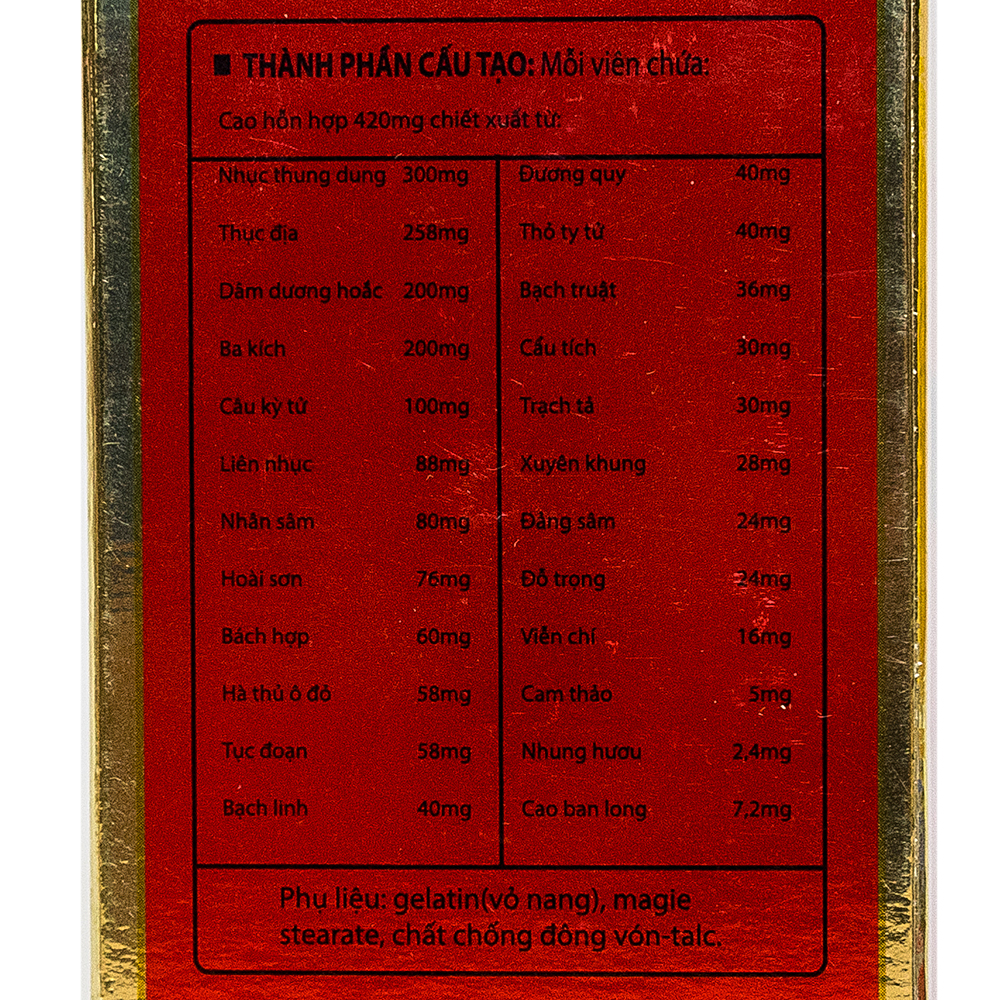 ■ THÀNH PHẦN CẤU TẠO: Mỗi viên chứa:
Cao hỗn hợp 420mg chiết xuất từ:
Nhục thung dung 300mg
Thục địa 258mg
Dâm dương hoắc 200mg
Ba kích 200mg
Câu kỳ tử 100mg
Liên nhục 88mg
Nhân sâm 80mg
Hoài sơn 76mg
Bách hợp 60mg
Hà thủ ô đỏ 58mg
Tục đoạn 58mg
Bạch linh 40mg
Đương quy 40mg
Thỏ ty tử 40mg
Bạch truật 36mg
Cẩu tích 30mg
Trạch tả 30mg
Xuyên khung 28mg
Đảng sâm 24mg
Đỗ trọng 24mg
Viễn chí 16mg
Cam thảo 5mg
Nhung hươu 2,4mg
Cao ban long 7,2mg
Phụ liệu: gelatin(vỏ nang), magie
stearate, chất chống đông vón-talc.